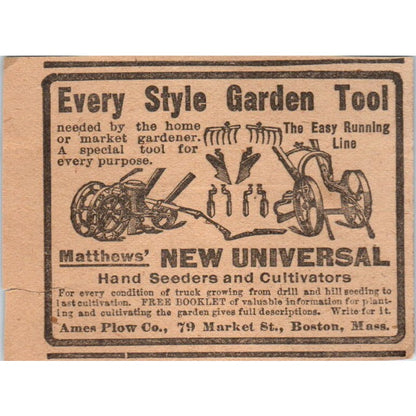 Every Style Garden Tool
needed by the home
or market gardener.
A special tool for
every purpose.
The Easy Running
Line
Matthews' NEW UNIVERSAL
Hand Seeders and Cultivators
For every condition of truck growing from drill and hill seeding to
last cultivation. FREE BOOKLET of valuable information for plant-
ing and cultivating the garden gives full descriptions. Write for it.
Ames Plow Co., 79 Market St., Boston, Mass.